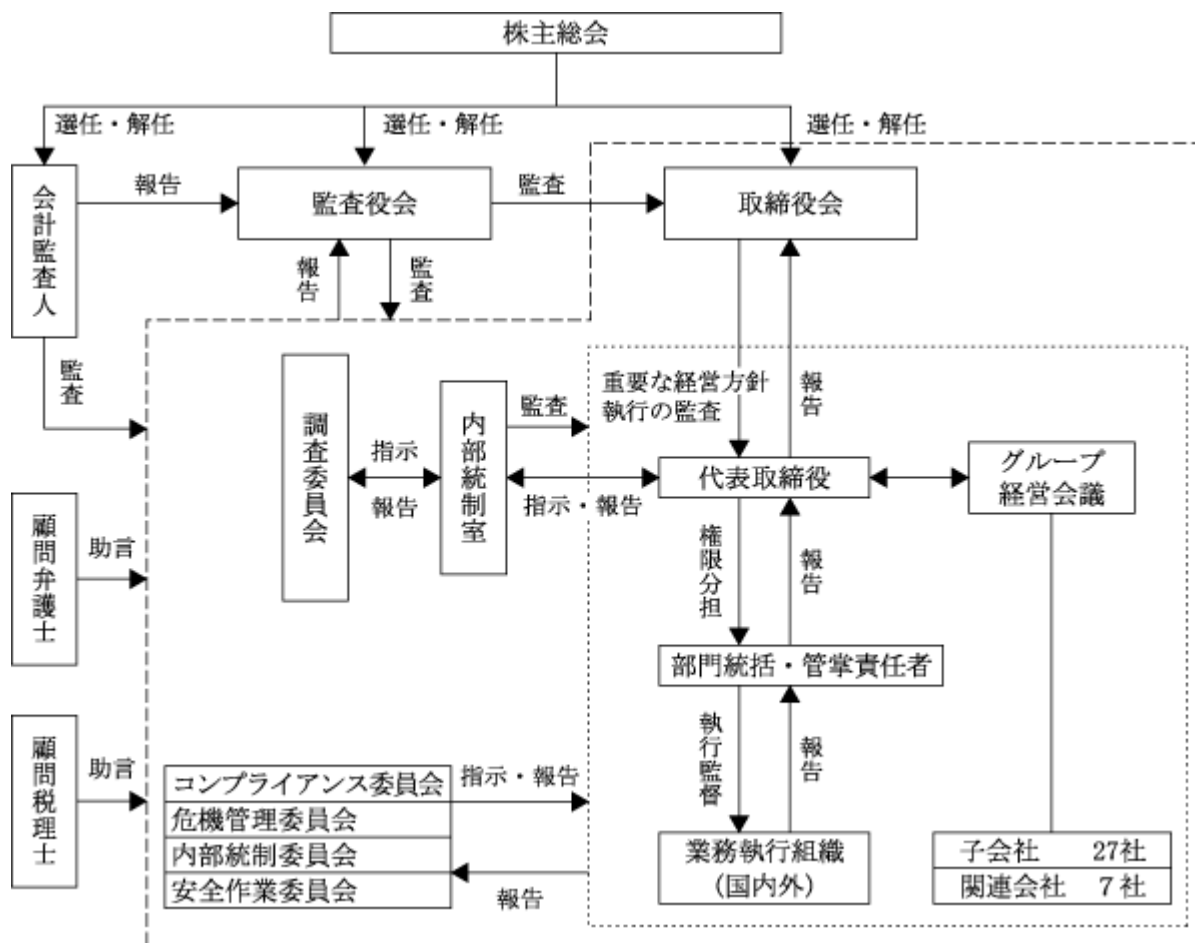 株主総会
選任・解任
選任・解任
選任・解任
会計監査人
報告
監査役会
監査
取締役会
報告
監査
監査
重要な経営方針
執行の監査
報告
調査委員会
指示
報告
内部統制室
監査
指示・報告
代表取締役
グループ
経営会議
顧問弁護士
助言
権限分担
報告
部門統括・管掌責任者
顧問税理士
助言
コンプライアンス委員会
危機管理委員会
内部統制委員会
安全作業委員会
指示・報告
報告
執行監督
報告
業務執行組織
(国内外)
子会社 27社
関連会社 7社